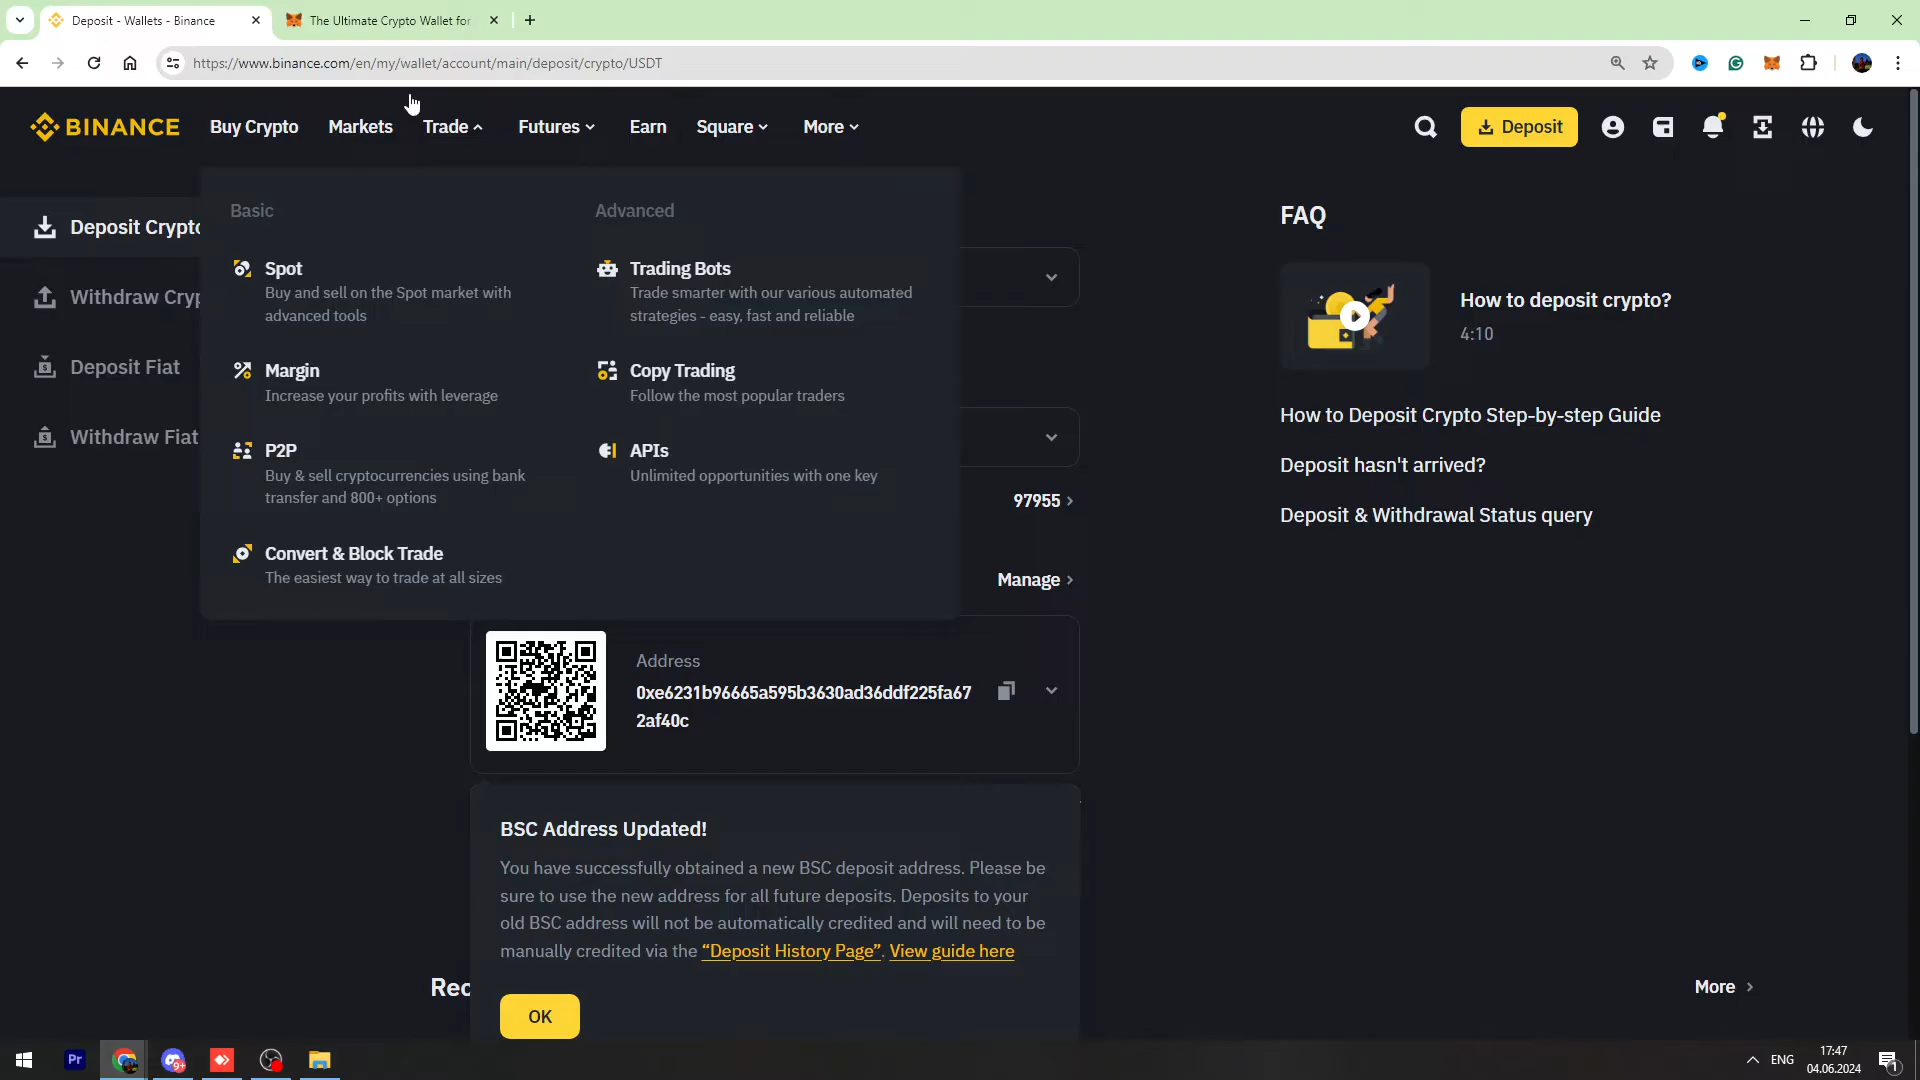 Deposit - Wallets - Binance
The Ultimate Crypto Wallet for
https://www.binance.com/en/my/wallet/account/main/deposit/crypto/USDT
BINANCE
Buy Crypto
Markets
Trade
Futures
Earn
Square
More
Deposit
Deposit Crypto
Withdraw Cryp
Deposit Fiat
Withdraw Fiat
Basic
Spot
Buy and sell on the Spot market with
advanced tools
Margin
Increase your profits with leverage
P2P
Buy & sell cryptocurrencies using bank
transfer and 800+ options
Convert & Block Trade
The easiest way to trade at all sizes
Advanced
Trading Bots
Trade smarter with our various automated
strategies - easy, fast and reliable
Copy Trading
Follow the most popular traders
APIs
Unlimited opportunities with one key
97955
Manage
Address
0xe6231b96665a595b3630ad36ddf225fa67
2af40c
BSC Address Updated!
You have successfully obtained a new BSC deposit address. Please be
sure to use the new address for all future deposits. Deposits to your
old BSC address will not be automatically credited and will need to be
manually credited via the “Deposit History Page”. View guide here
OK
FAQ
How to deposit crypto?
4:10
How to Deposit Crypto Step-by-step Guide
Deposit hasn't arrived?
Deposit & Withdrawal Status query
Rec
More
Pr
9+
ENG
17:47
04.06.2024
1